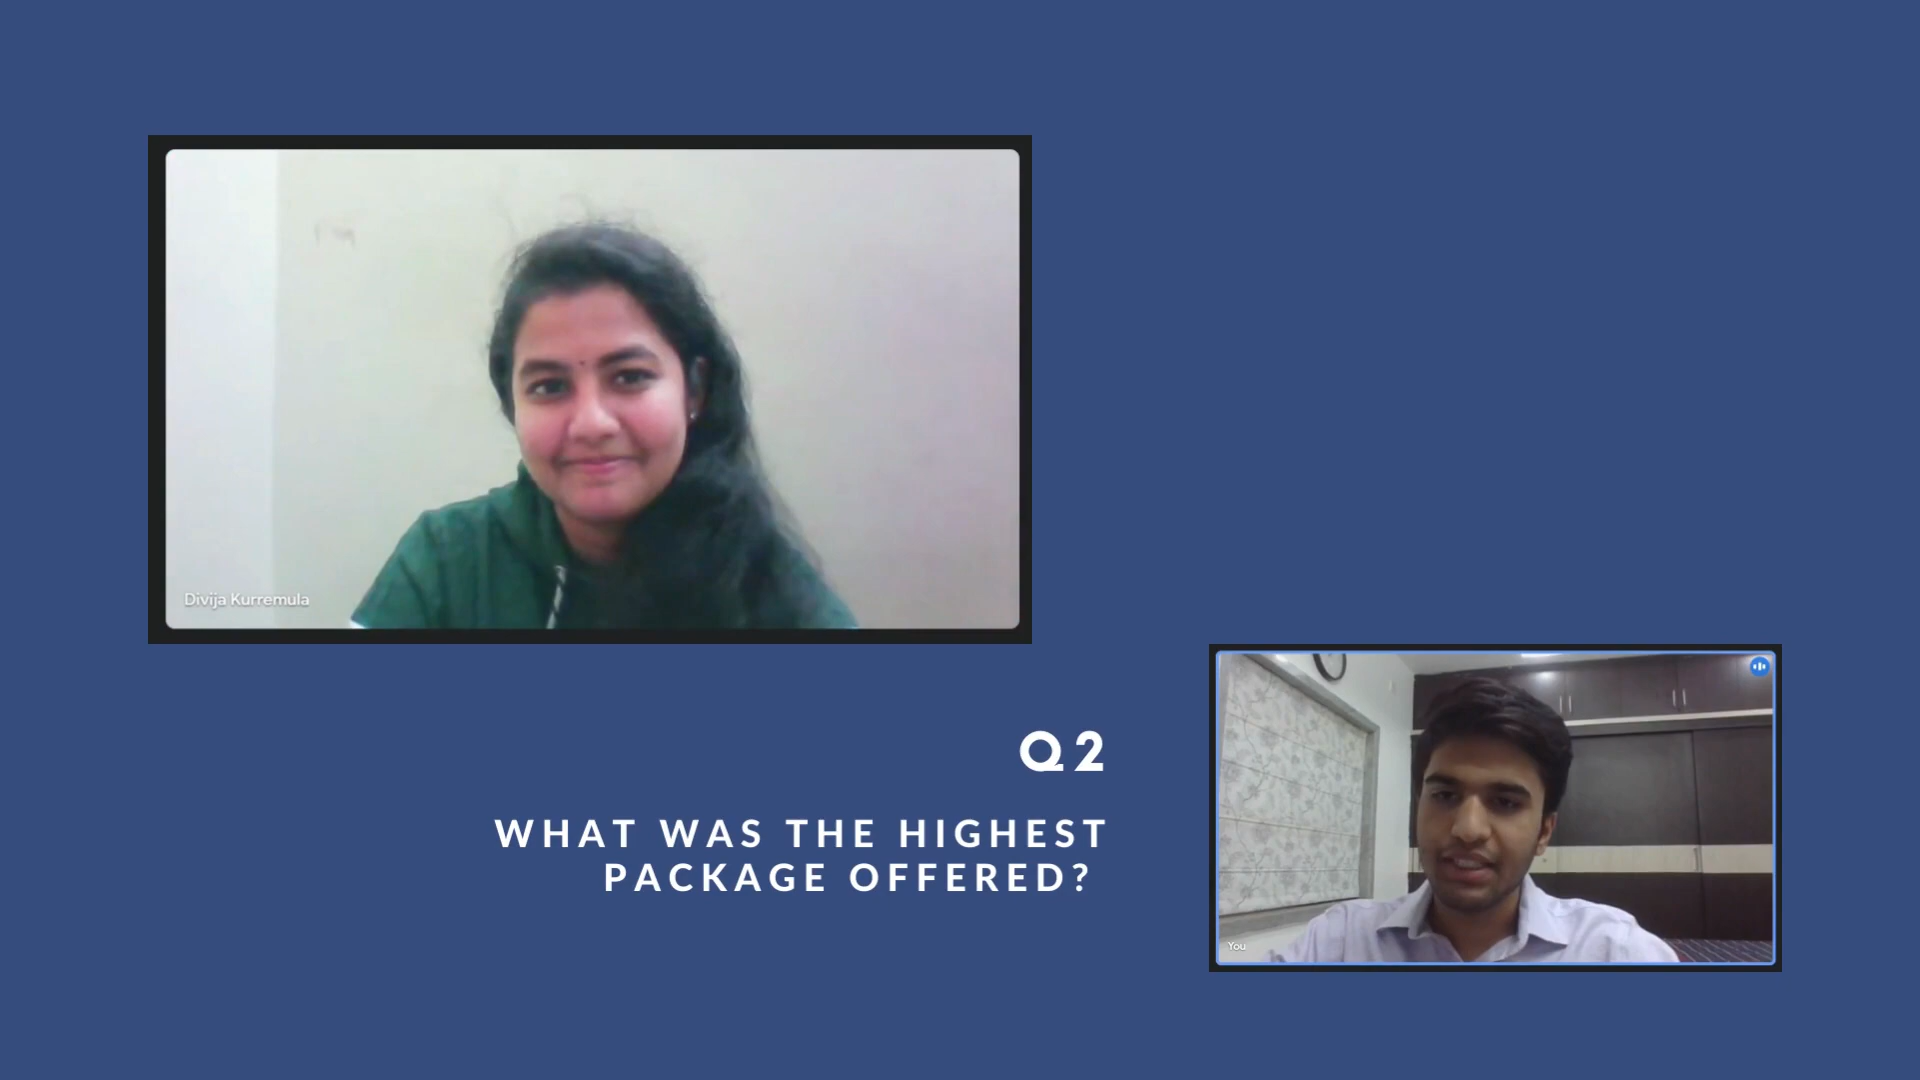 Divija Kurremula
Q2
WHAT WAS THE HIGHEST
PACKAGE OFFERED?
You